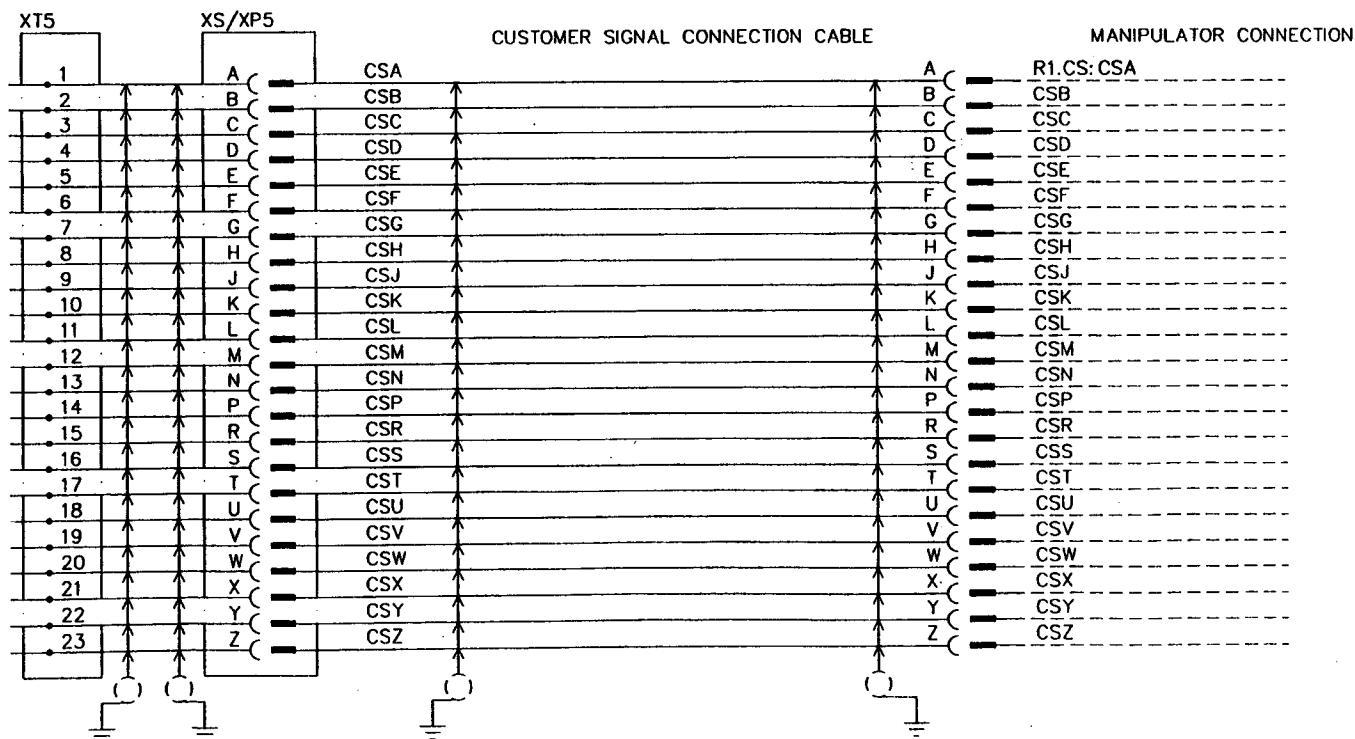 XT5 XS/XP5
CUSTOMER SIGNAL CONNECTION CABLE MANIPULATOR CONNECTION
1 A CSA A R1.CS: CSA
2 B CSB B CSB
3 C CSC C CSC
4 D CSD D CSD
5 E CSE E CSE
6 F CSF F CSF
7 G CSG G CSG
8 H CSH H CSH
9 J CSJ J CSJ
10 K CSK K CSK
11 L CSL L CSL
12 M CSM M CSM
13 N CSN N CSN
14 P CSP P CSP
15 R CSR R CSR
16 S CSS S CSS
17 T CST T CST
18 U CSU U CSU
19 V CSV V CSV
20 W CSW W CSW
21 X CSX X CSX
22 Y CSY Y CSY
23 Z CSZ Z CSZ